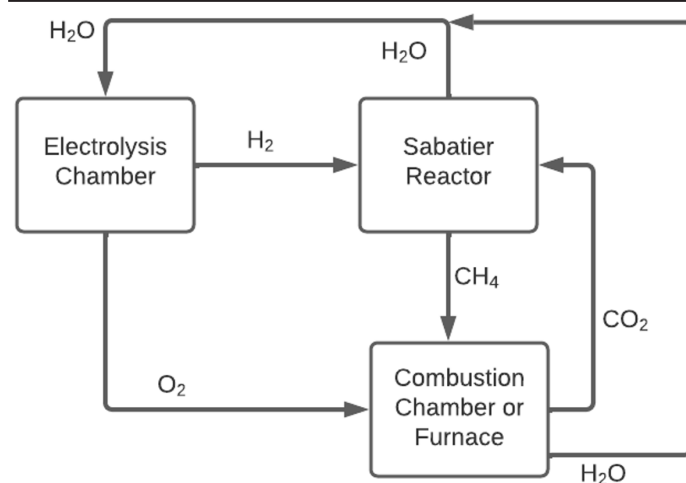 H₂O
H₂O
Electrolysis
Chamber
H₂
Sabatier
Reactor
CH₄
CO₂
O₂
Combustion
Chamber or
Furnace
H₂O